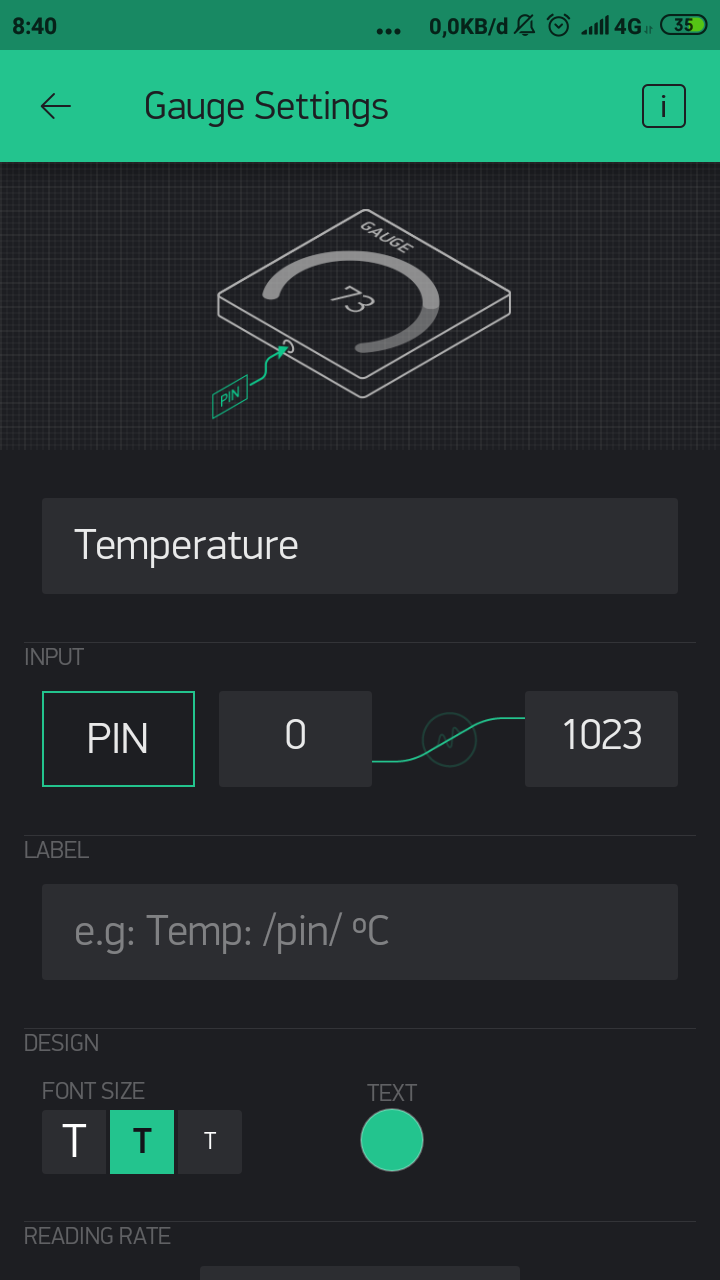 8:40 ... 0,0KB/d 4G 35
Gauge Settings i
GAUGE
73
PIN
Temperature
INPUT
PIN 0 1023
LABEL
e.g: Temp: /pin/ ºC
DESIGN
FONT SIZE TEXT
T T T
READING RATE